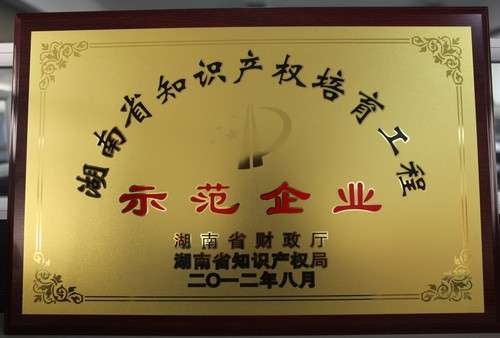 湖南省知识产权培育工程
示范企业
湖南省财政厅
湖南省知识产权局
二〇一二年八月